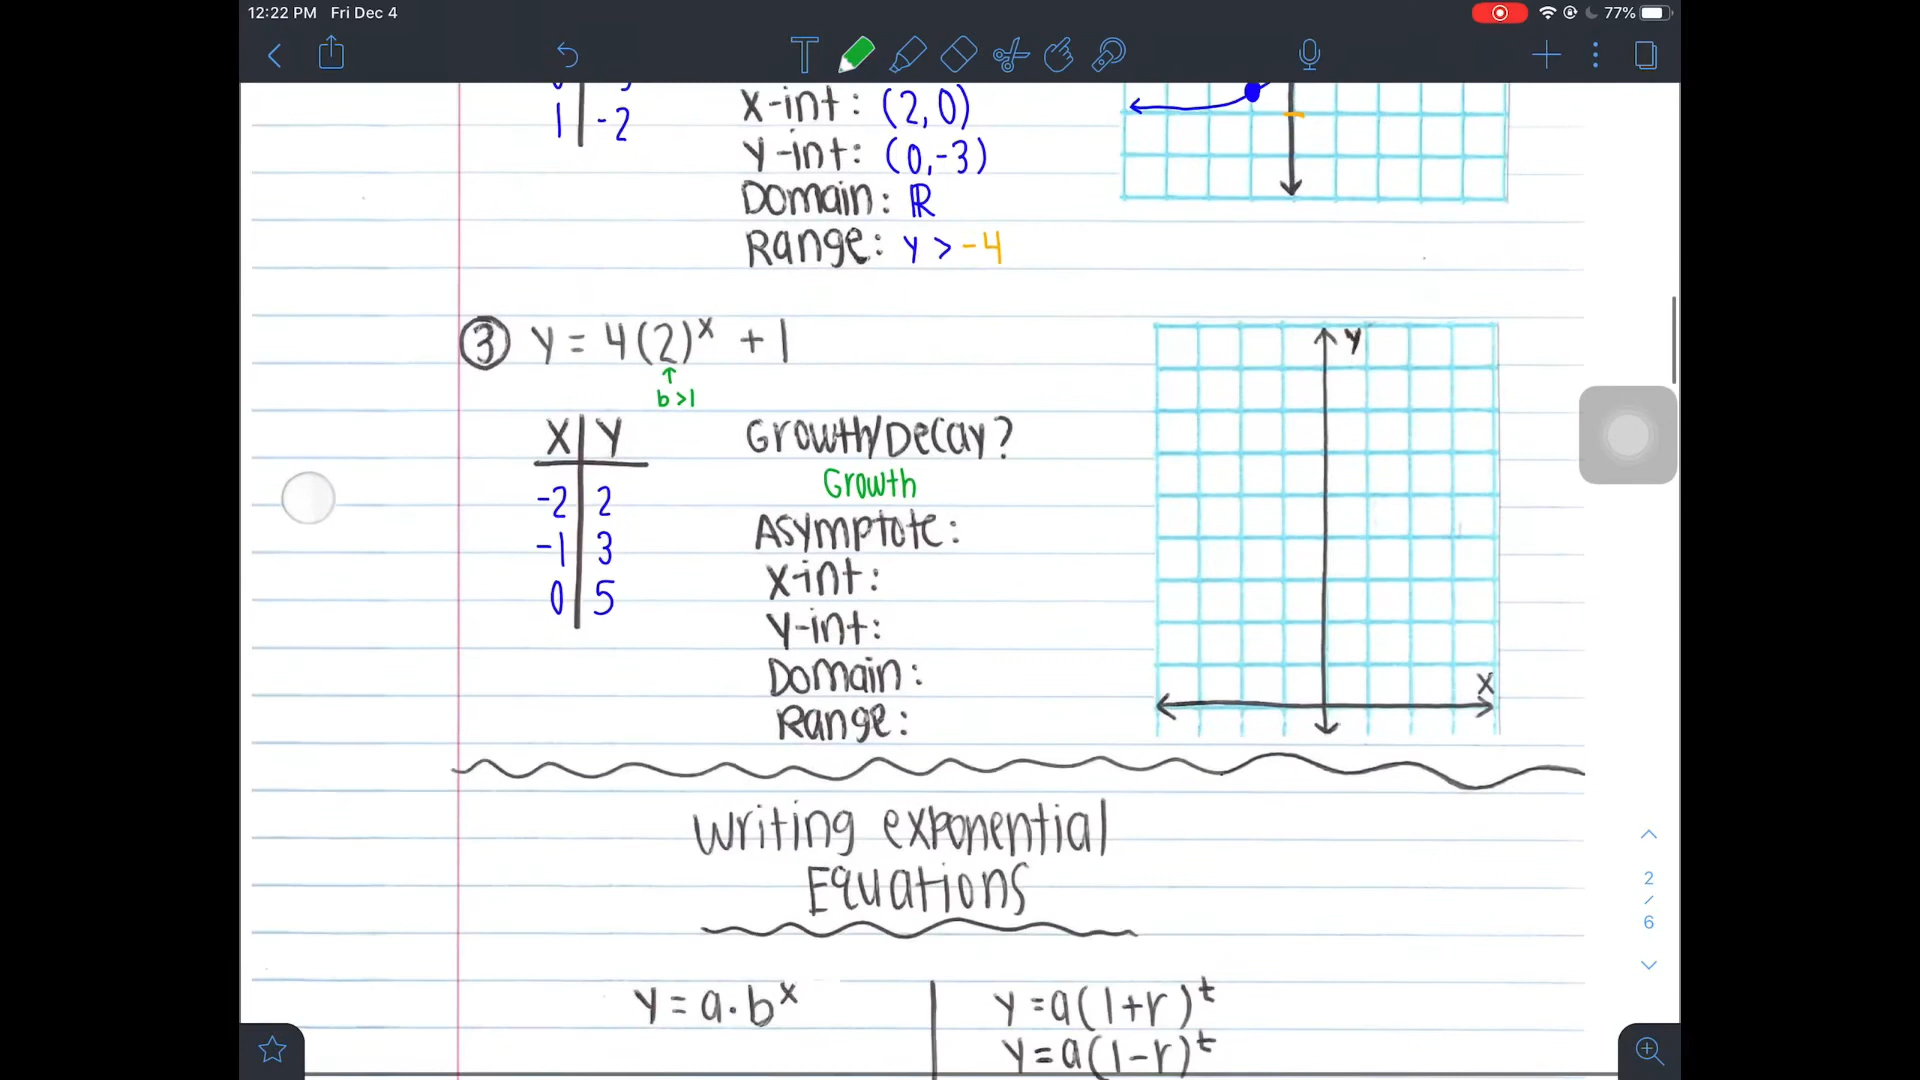 12:22 PM Fri Dec 4
77%
1 -2
X-int: (2,0)
Y-int: (0,-3)
Domain: ℝ
Range: y > -4
③ y = 4(2)ˣ + 1
↑
b >1
X Y
-2 2
-1 3
0 5
Growth/Decay?
Growth
Asymptote:
X-int:
Y-int:
Domain:
Range:
Y
X
Writing exponential
Equations
y = a·bˣ
y = a(1+r)ᵗ
y = a(1-r)ᵗ
2
/
6